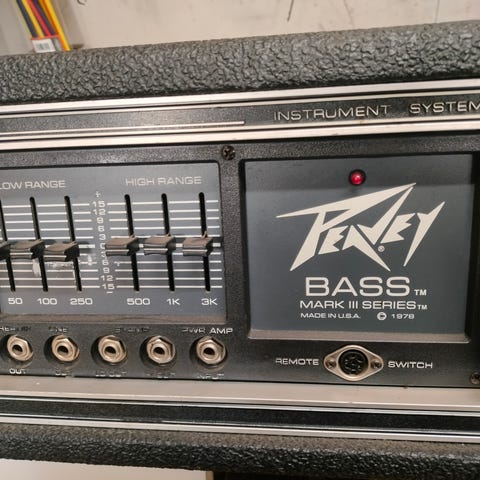 INSTRUMENT SYSTEM
LOW RANGE HIGH RANGE
+
15
12
9
6
3
0
3
6
9
12
15
-
50 100 250 500 1K 3K
PEAVEY®
BASS™
MARK III SERIES™
MADE IN U.S.A. © 1978
PWR AMP
OUT
INPUT
REMOTE SWITCH